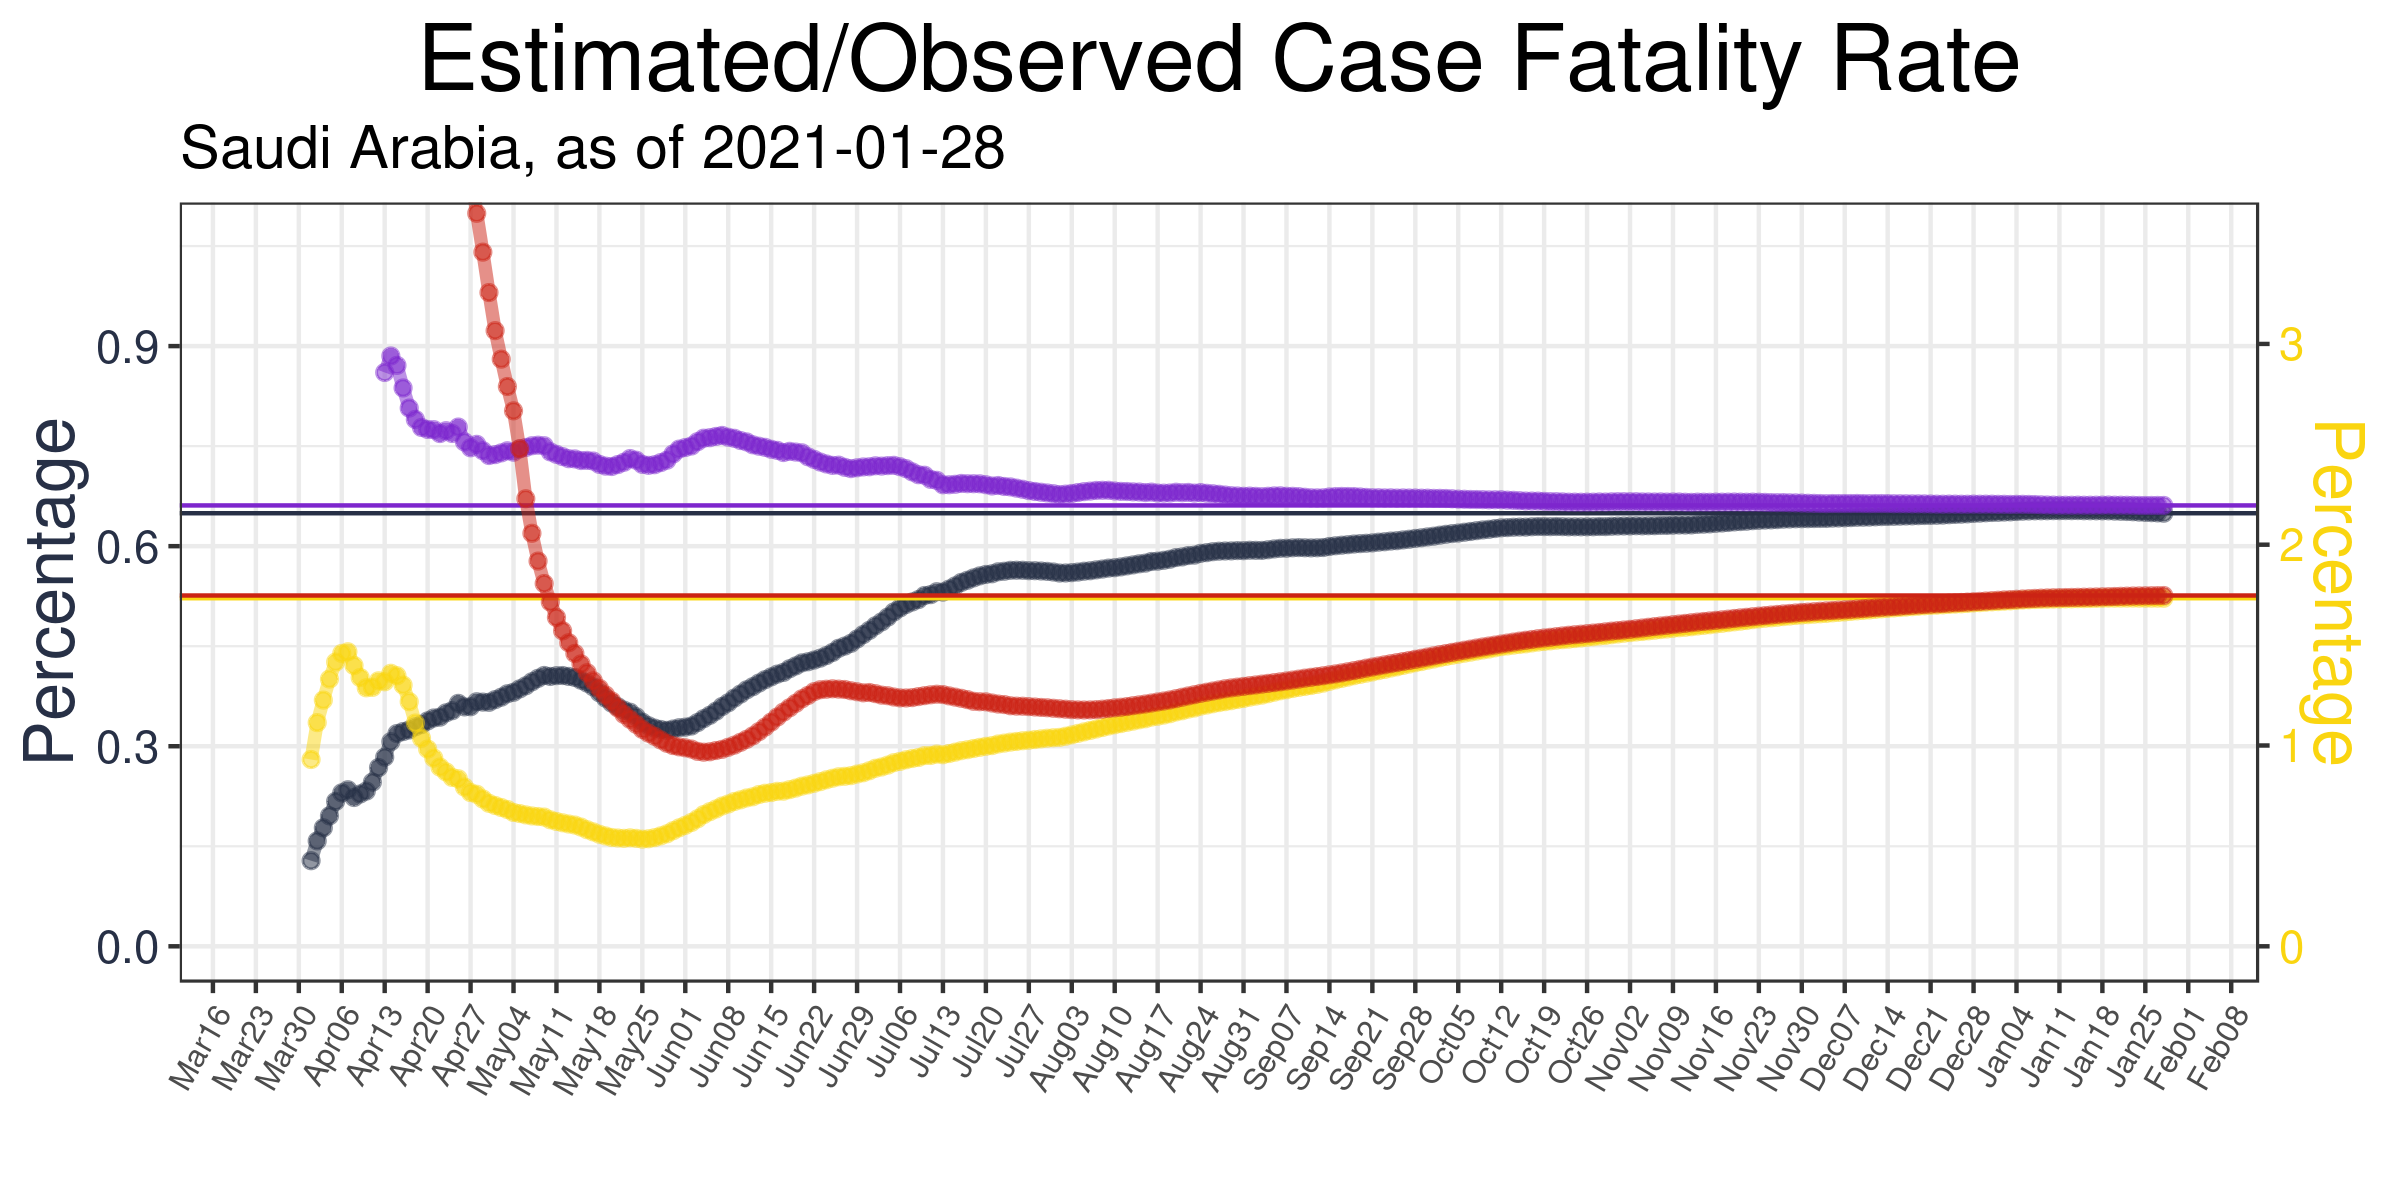 Estimated/Observed Case Fatality Rate
Saudi Arabia, as of 2021-01-28
Percentage
0.9
0.6
0.3
0.0
3
2
1
0
Percentage
Mar16 Mar23 Mar30 Apr06 Apr13 Apr20 Apr27 May04 May11 May18 May25 Jun01 Jun08 Jun15 Jun22 Jun29 Jul06 Jul13 Jul20 Jul27 Aug03 Aug10 Aug17 Aug24 Aug31 Sep07 Sep14 Sep21 Sep28 Oct05 Oct12 Oct19 Oct26 Nov02 Nov09 Nov16 Nov23 Nov30 Dec07 Dec14 Dec21 Dec28 Jan04 Jan11 Jan18 Jan25 Feb01 Feb08